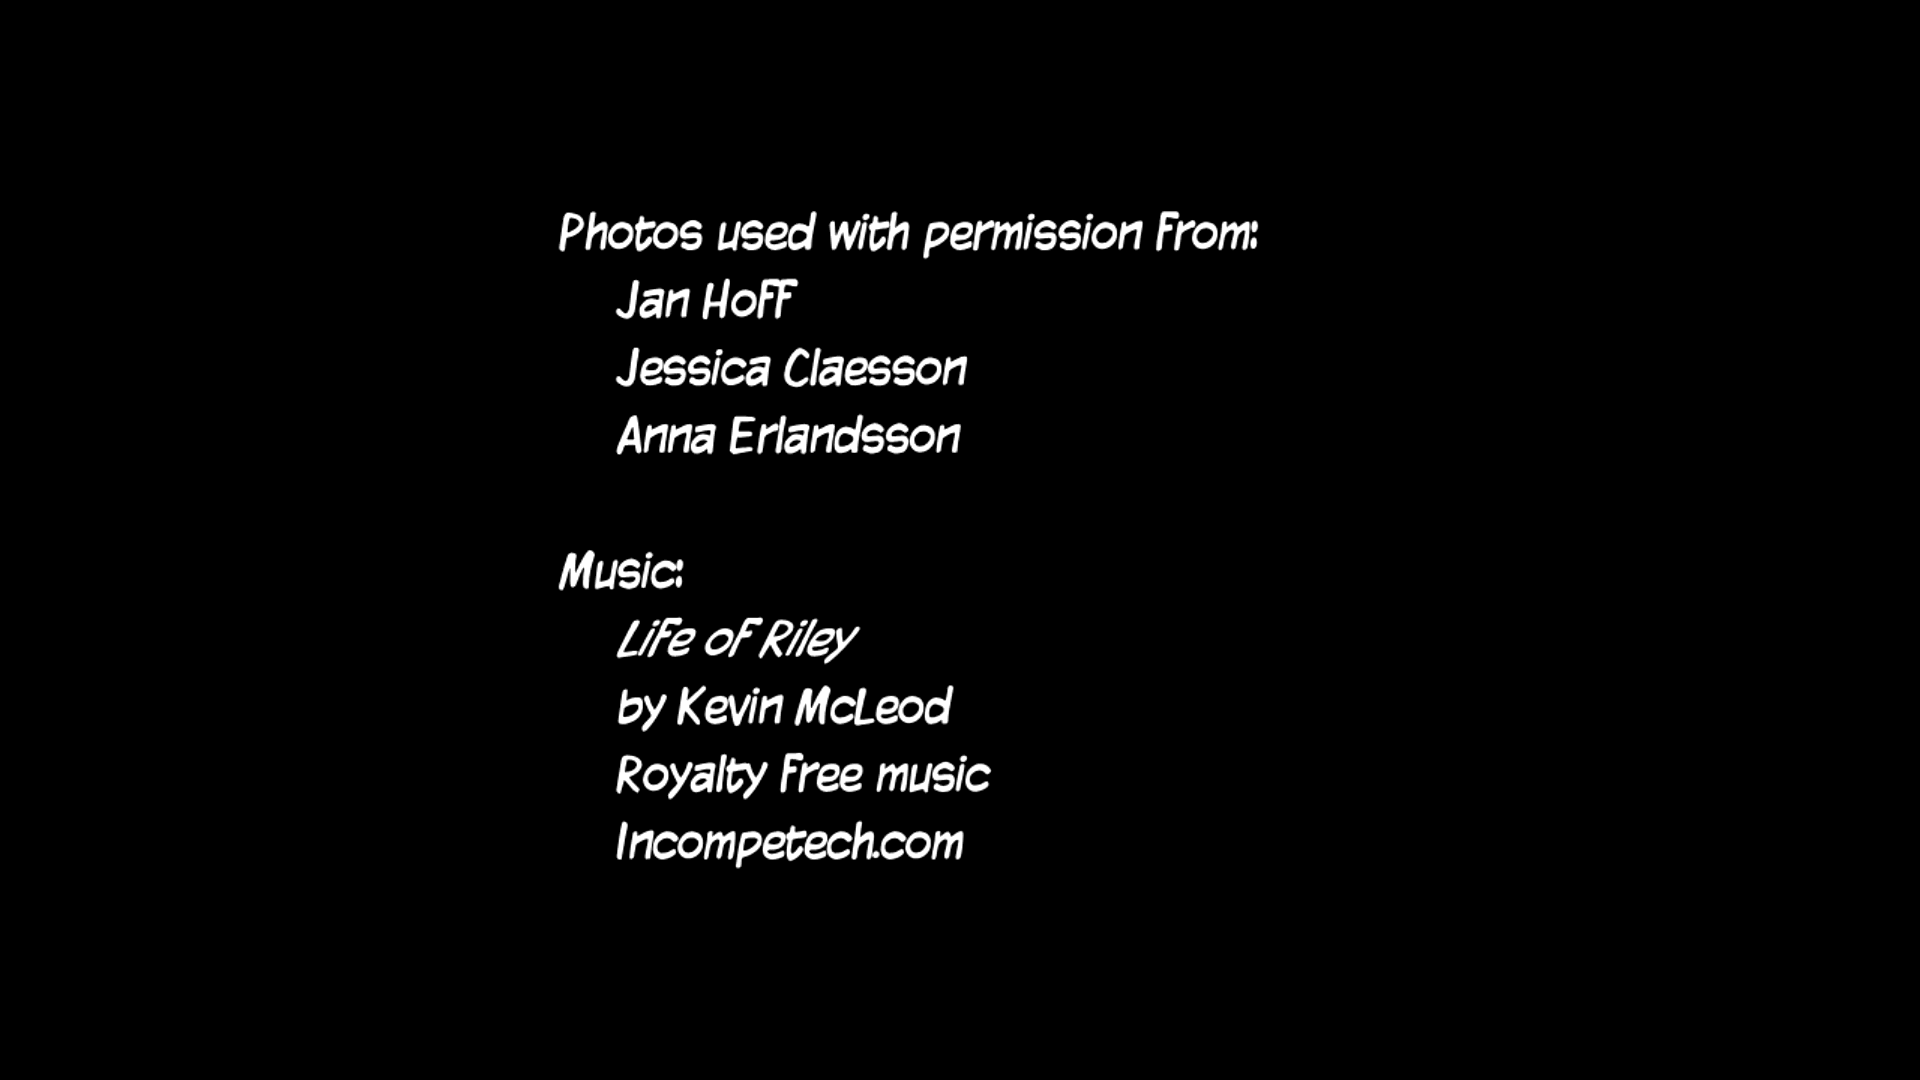 Photos used with permission from:
Jan Hoff
Jessica Claesson
Anna Erlandsson
Music:
Life of Riley
by Kevin McLeod
Royalty free music
Incompetech.com